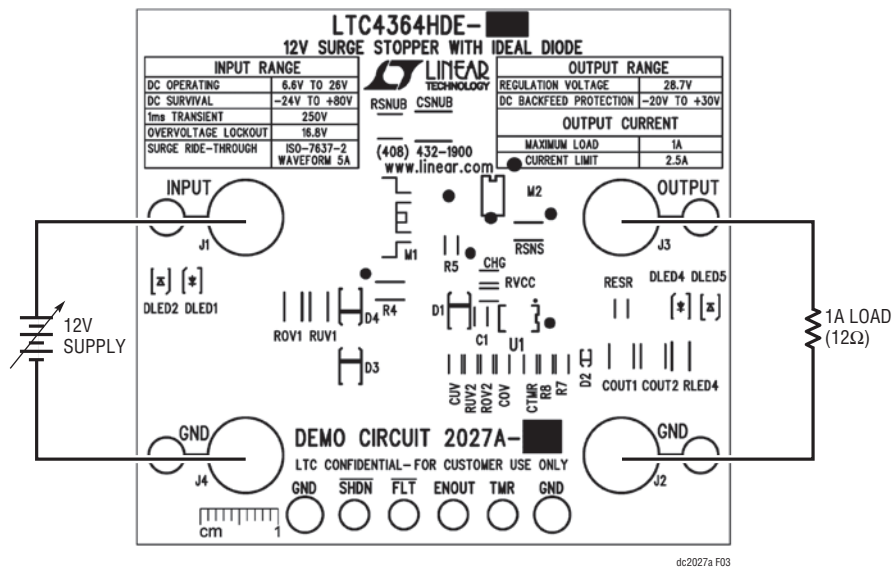 LTC4364HDE-
12V SURGE STOPPER WITH IDEAL DIODE
INPUT RANGE
DC OPERATING 6.6V TO 26V
DC SURVIVAL -24V TO +80V
1ms TRANSIENT 250V
OVERVOLTAGE LOCKOUT 16.8V
SURGE RIDE-THROUGH ISO-7637-2
WAVEFORM 5A
LINEAR
TECHNOLOGY
RSNUB CSNUB
(408) 432-1900
www.linear.com
OUTPUT RANGE
REGULATION VOLTAGE 28.7V
DC BACKFEED PROTECTION -20V TO +30V
OUTPUT CURRENT
MAXIMUM LOAD 1A
CURRENT LIMIT 2.5A
INPUT
J1
M2
OUTPUT
J3
M1
R5
RSNS
CHG
RVCC
DLED2 DLED1
R4
ROV1 RUV1
D4
D3
D1
C1
U1
RESR
DLED4 DLED5
12V
SUPPLY
1A LOAD
(12Ω)
CUV
RUV2
ROV2
COV
CTMR
R8
R7
D2
COUT1 COUT2 RLED4
GND
J4
DEMO CIRCUIT 2027A-
LTC CONFIDENTIAL-FOR CUSTOMER USE ONLY
GND
J2
GND SHDN FLT ENOUT TMR GND
cm 1
dc2027a F03